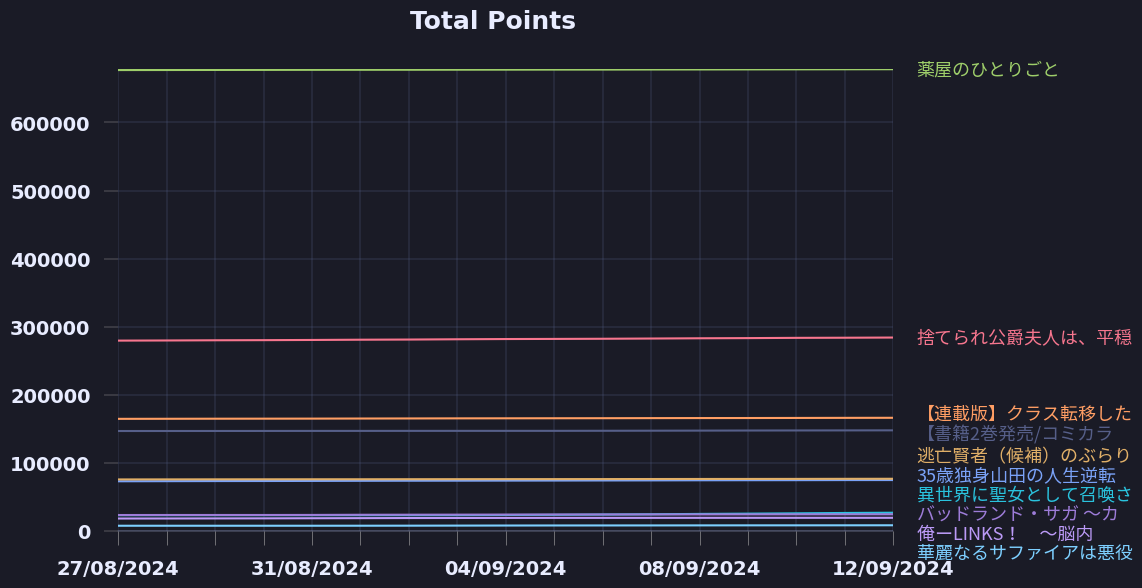 Total Points
600000
500000
400000
300000
200000
100000
0
27/08/2024
31/08/2024
04/09/2024
08/09/2024
12/09/2024
薬屋のひとりごと
捨てられ公爵夫人は、平穏
【連載版】クラス転移した
【書籍2巻発売/コミカラ
逃亡賢者（候補）のぶらり
35歳独身山田の人生逆転
異世界に聖女として召喚さ
バッドランド・サガ ～カ
俺ーLINKS！　～脳内
華麗なるサファイアは悪役